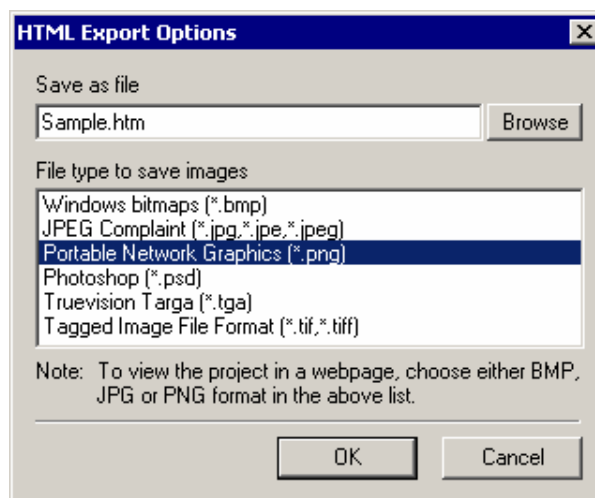 HTML Export Options
Save as file
Sample.htm
Browse
File type to save images
Windows bitmaps (*.bmp)
JPEG Complaint (*.jpg,*.jpe,*.jpeg)
Portable Network Graphics (*.png)
Photoshop (*.psd)
Truevision Targa (*.tga)
Tagged Image File Format (*.tif,*.tiff)
Note: To view the project in a webpage, choose either BMP,
JPG or PNG format in the above list.
OK
Cancel